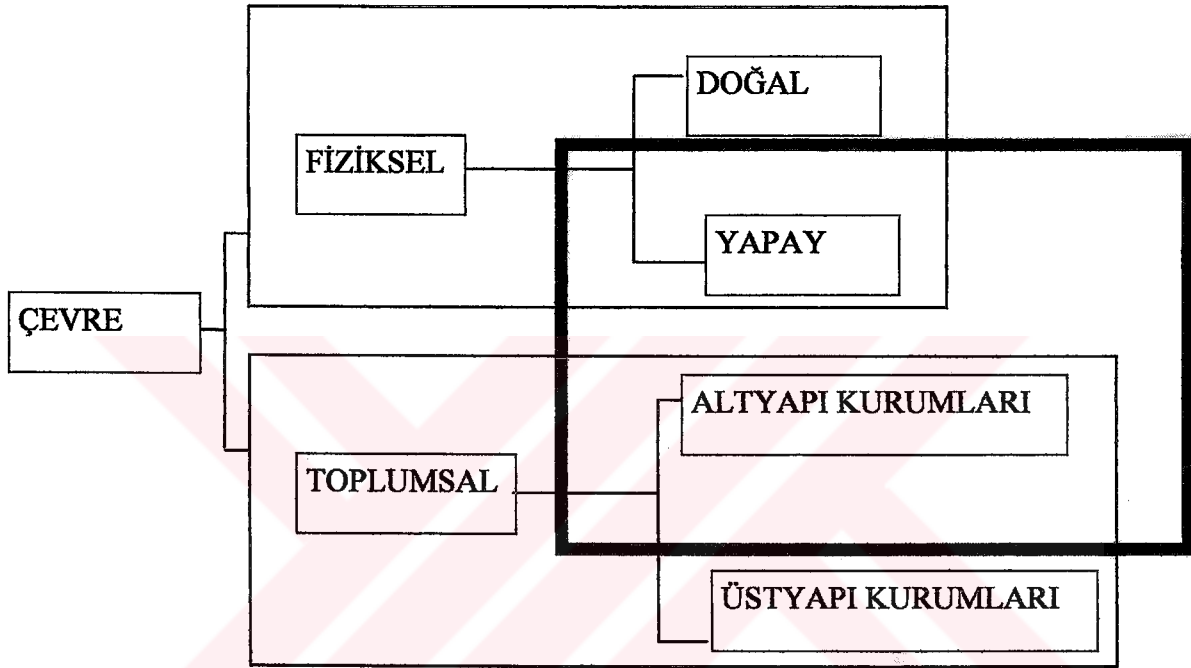 DOĞAL
FİZİKSEL
YAPAY
ÇEVRE
ALTYAPI KURUMLARI
TOPLUMSAL
ÜSTYAPI KURUMLARI